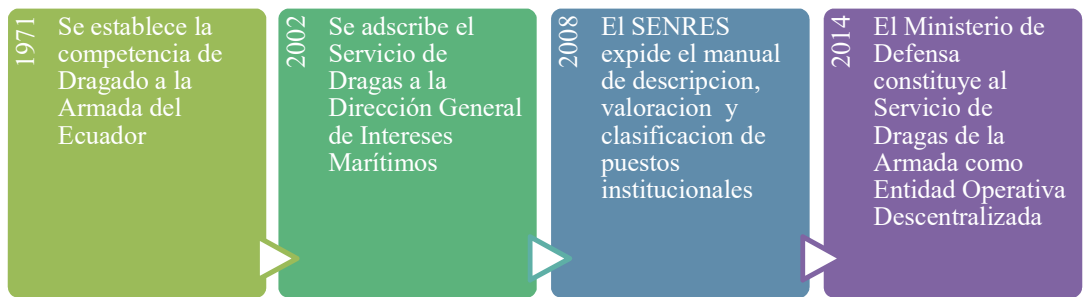 1971
Se establece la
competencia de
Dragado a la
Armada del
Ecuador
2002
Se adscribe el
Servicio de
Dragas a la
Dirección General
de Intereses
Marítimos
2008
El SENRES
expide el manual
de descripcion,
valoracion y
clasificacion de
puestos
institucionales
2014
El Ministerio de
Defensa
constituye al
Servicio de
Dragas de la
Armada como
Entidad Operativa
Descentralizada